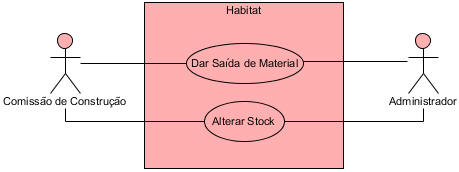 Habitat
Dar Saída de Material
Comissão de Construção
Administrador
Alterar Stock